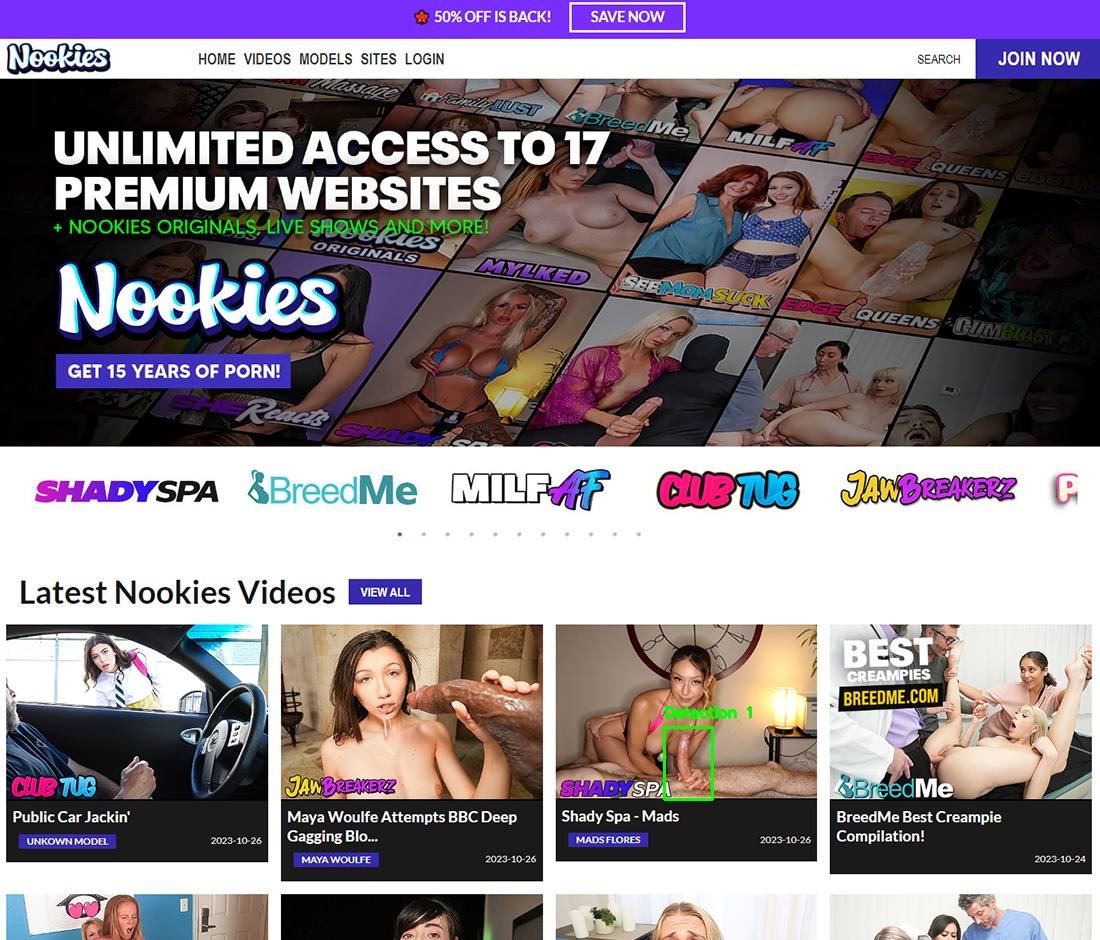 50% OFF IS BACK!
SAVE NOW
Nookies
HOME VIDEOS MODELS SITES LOGIN
SEARCH
JOIN NOW
Massage
FamilyLUST
BreedMe
MILF AF
EDGE QUEENS
UNLIMITED ACCESS TO 17
PREMIUM WEBSITES
+ NOOKIES ORIGINALS, LIVE SHOWS AND MORE!
Nookies
ORIGINALS
MYLKED
SEEMOMSUCK
EDGE QUEENS
CUMBLAST
Nookies
GET 15 YEARS OF PORN!
SHEReacts
SHADY SPA
SHADYSPA
BreedMe
MILF AF
CLUB TUG
JAWBREAKERZ
P
Latest Nookies Videos
VIEW ALL
CLUB TUG
Public Car Jackin'
UNKOWN MODEL
2023-10-26
JAWBREAKERZ
Maya Woulfe Attempts BBC Deep
Gagging Blo...
MAYA WOULFE
2023-10-26
Detection 1
SHADYSPA
Shady Spa - Mads
MADS FLORES
2023-10-26
BEST
CREAMPIES
BREEDME.COM
BreedMe
BreedMe Best Creampie
Compilation!
2023-10-24